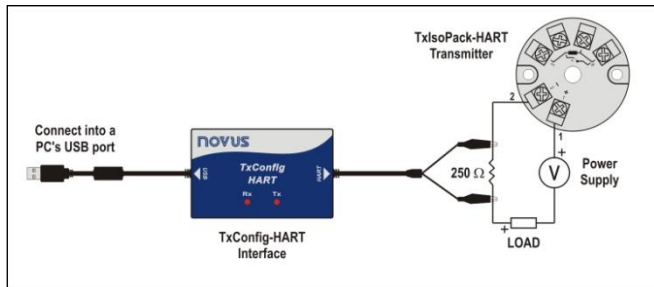 TxIsoPack-HART
Transmitter
Connect into a
PC's USB port
NOVUS
TxConfig
HART
USB
HART
Rx
Tx
TxConfig-HART
Interface
2
1
+
-
+
250 Ω
V
Power
Supply
+
LOAD